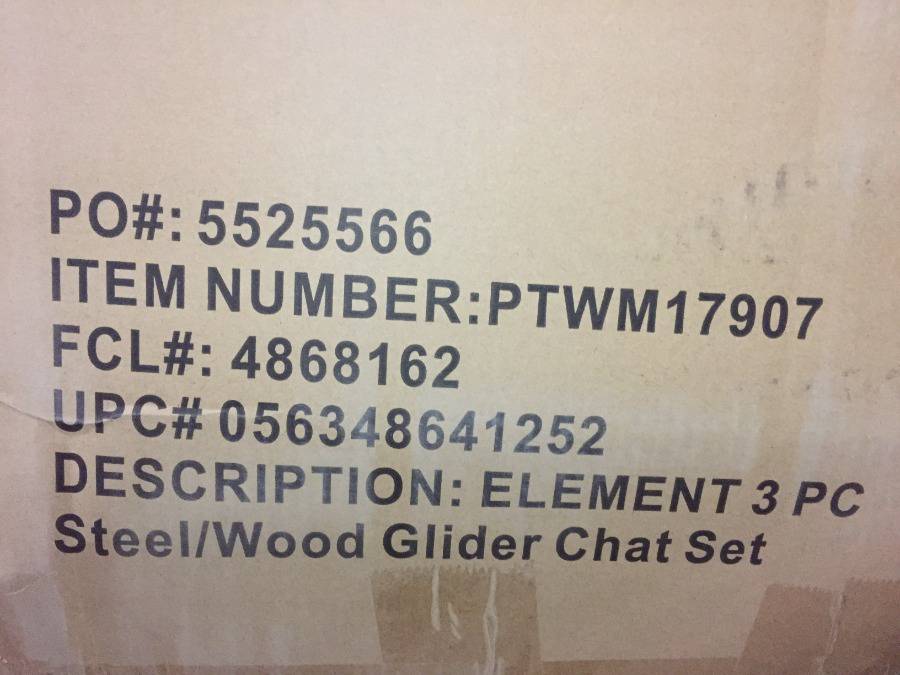 PO#: 5525566
ITEM NUMBER:PTWM17907
FCL#: 4868162
UPC# 056348641252
DESCRIPTION: ELEMENT 3 PC
Steel/Wood Glider Chat Set